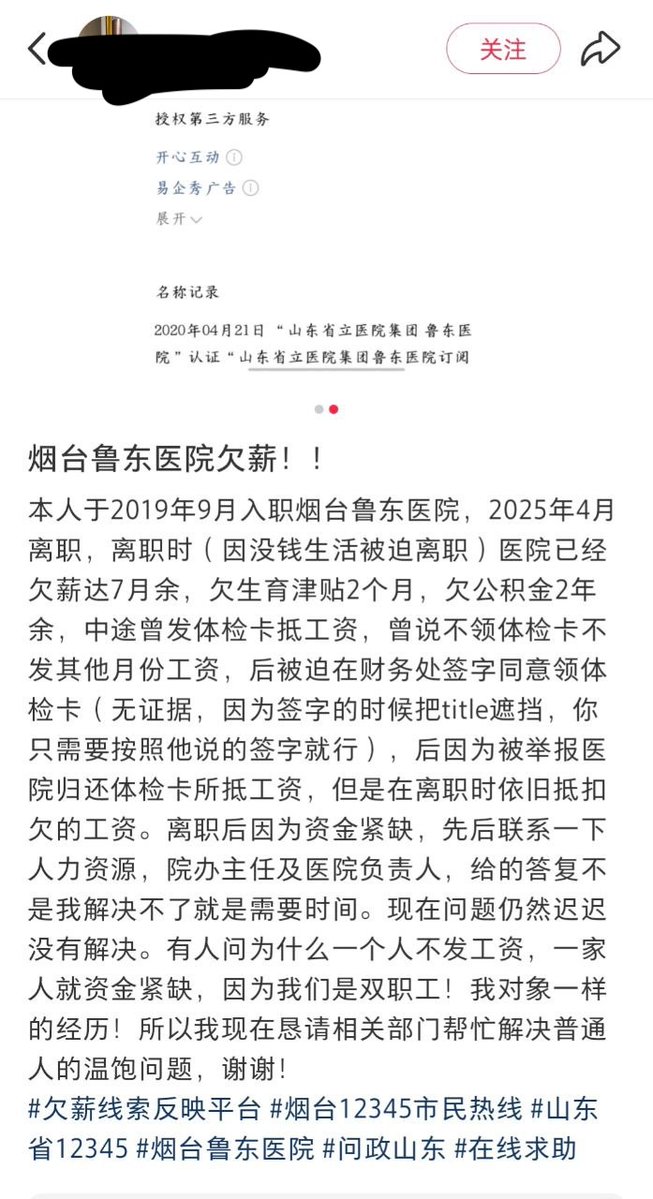 关注
授权第三方服务
开心互动
易企秀广告
展开
名称记录
2020年04月21日 “山东省立医院集团 鲁东医
院”认证“山东省立医院集团鲁东医院订阅
烟台鲁东医院欠薪！！
本人于2019年9月入职烟台鲁东医院，2025年4月
离职，离职时（因没钱生活被迫离职）医院已经
欠薪达7月余，欠生育津贴2个月，欠公积金2年
余，中途曾发体检卡抵工资，曾说不领体检卡不
发其他月份工资，后被迫在财务处签字同意领体
检卡（无证据，因为签字的时候把title遮挡，你
只需要按照他说的签字就行），后因为被举报医
院归还体检卡所抵工资，但是在离职时依旧抵扣
欠的工资。离职后因为资金紧缺，先后联系一下
人力资源，院办主任及医院负责人，给的答复不
是我解决不了就是需要时间。现在问题仍然迟迟
没有解决。有人问为什么一个人不发工资，一家
人就资金紧缺，因为我们是双职工！我对象一样
的经历！所以我现在恳请相关部门帮忙解决普通
人的温饱问题，谢谢！
#欠薪线索反映平台 #烟台12345市民热线 #山东
省12345 #烟台鲁东医院 #问政山东 #在线求助